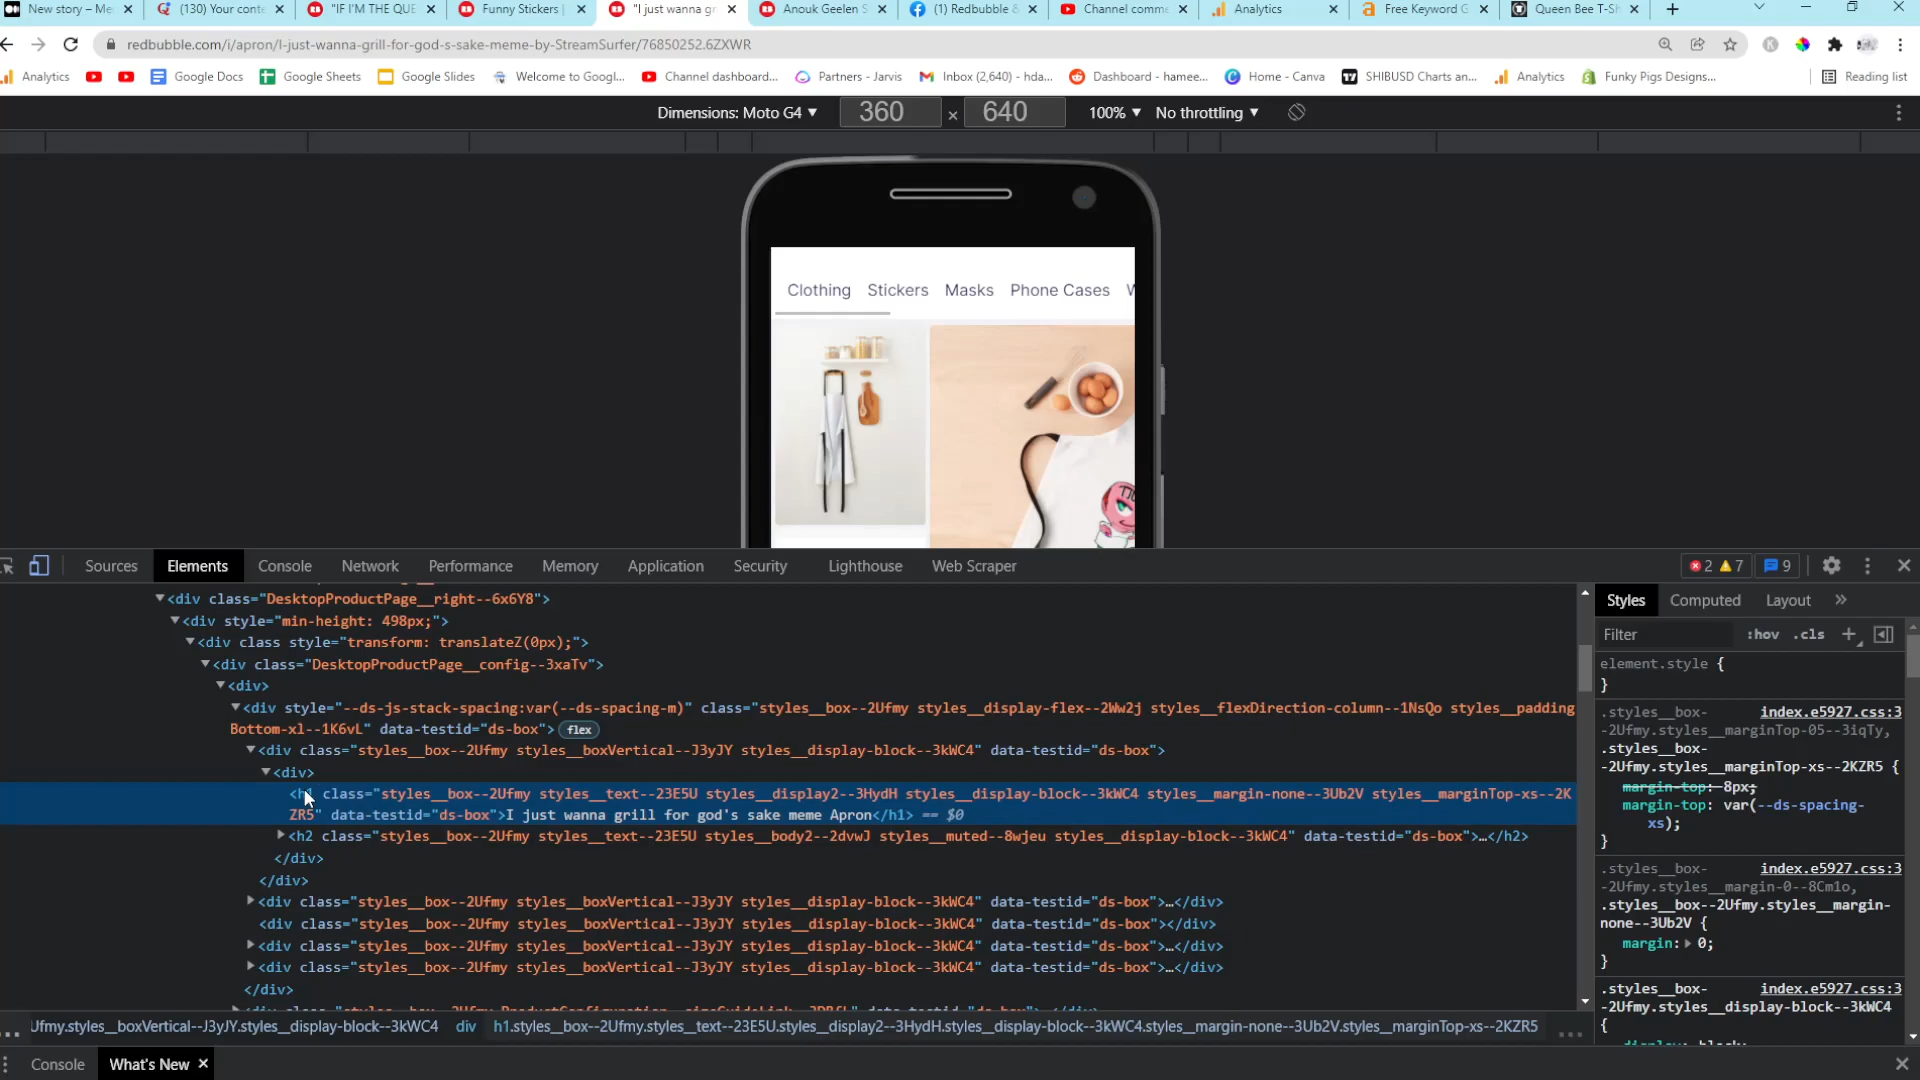 New story – Me
(130) Your conte
"IF I'M THE QUE
Funny Stickers |
"I just wanna gr
Anouk Geelen S
(1) Redbubble &
Channel comme
Analytics
Free Keyword G
Queen Bee T-Sh
redbubble.com/i/apron/I-just-wanna-grill-for-god-s-sake-meme-by-StreamSurfer/76850252.6ZXWR
Analytics
Google Docs
Google Sheets
Google Slides
Welcome to Googl...
Channel dashboard...
Partners - Jarvis
Inbox (2,640) - hda...
Dashboard - hamee...
Home - Canva
SHIBUSD Charts an...
Analytics
Funky Pigs Designs...
Reading list
Dimensions: Moto G4 ▼ 360 × 640 100% ▼ No throttling ▼
Clothing Stickers Masks Phone Cases
Sources Elements Console Network Performance Memory Application Security Lighthouse Web Scraper 2 7 9
<div class="DesktopProductPage__right--6x6Y8">
<div style="min-height: 498px;">
<div class style="transform: translateZ(0px);">
<div class="DesktopProductPage__config--3xaTv">
<div>
<div style="--ds-js-stack-spacing:var(--ds-spacing-m)" class="styles__box--2Ufmy styles__display-flex--2Ww2j styles__flexDirection-column--1NsQo styles__padding
Bottom-xl--1K6vL" data-testid="ds-box"> flex
<div class="styles__box--2Ufmy styles__boxVertical--J3yJY styles__display-block--3kWC4" data-testid="ds-box">
<div>
<h1 class="styles__box--2Ufmy styles__text--23E5U styles__display2--3HydH styles__display-block--3kWC4 styles__margin-none--3Ub2V styles__marginTop-xs--2K
ZR5" data-testid="ds-box">I just wanna grill for god's sake meme Apron</h1> == $0
<h2 class="styles__box--2Ufmy styles__text--23E5U styles__body2--2dvwJ styles__muted--8wjeu styles__display-block--3kWC4" data-testid="ds-box">…</h2>
</div>
</div>
<div class="styles__box--2Ufmy styles__boxVertical--J3yJY styles__display-block--3kWC4" data-testid="ds-box">…</div>
<div class="styles__box--2Ufmy styles__boxVertical--J3yJY styles__display-block--3kWC4" data-testid="ds-box"></div>
<div class="styles__box--2Ufmy styles__boxVertical--J3yJY styles__display-block--3kWC4" data-testid="ds-box">…</div>
<div class="styles__box--2Ufmy styles__boxVertical--J3yJY styles__display-block--3kWC4" data-testid="ds-box">…</div>
</div>
... Ufmy.styles__boxVertical--J3yJY.styles__display-block--3kWC4 div h1.styles__box--2Ufmy.styles__text--23E5U.styles__display2--3HydH.styles__display-block--3kWC4.styles__margin-none--3Ub2V.styles__marginTop-xs--2KZR5 ...
Console What's New ×
Styles Computed Layout »
Filter :hov .cls +
element.style {
}
.styles__box- index.e5927.css:3
-2Ufmy.styles__marginTop-05--3iqTy,
.styles__box-
-2Ufmy.styles__marginTop-xs--2KZR5 {
margin-top: 8px;
margin-top: var(--ds-spacing-
xs);
}
.styles__box- index.e5927.css:3
-2Ufmy.styles__margin-0--8Cm1o,
.styles__box--2Ufmy.styles__margin-
none--3Ub2V {
margin: 0;
}
.styles__box- index.e5927.css:3
-2Ufmy.styles__display-block--3kWC4
{